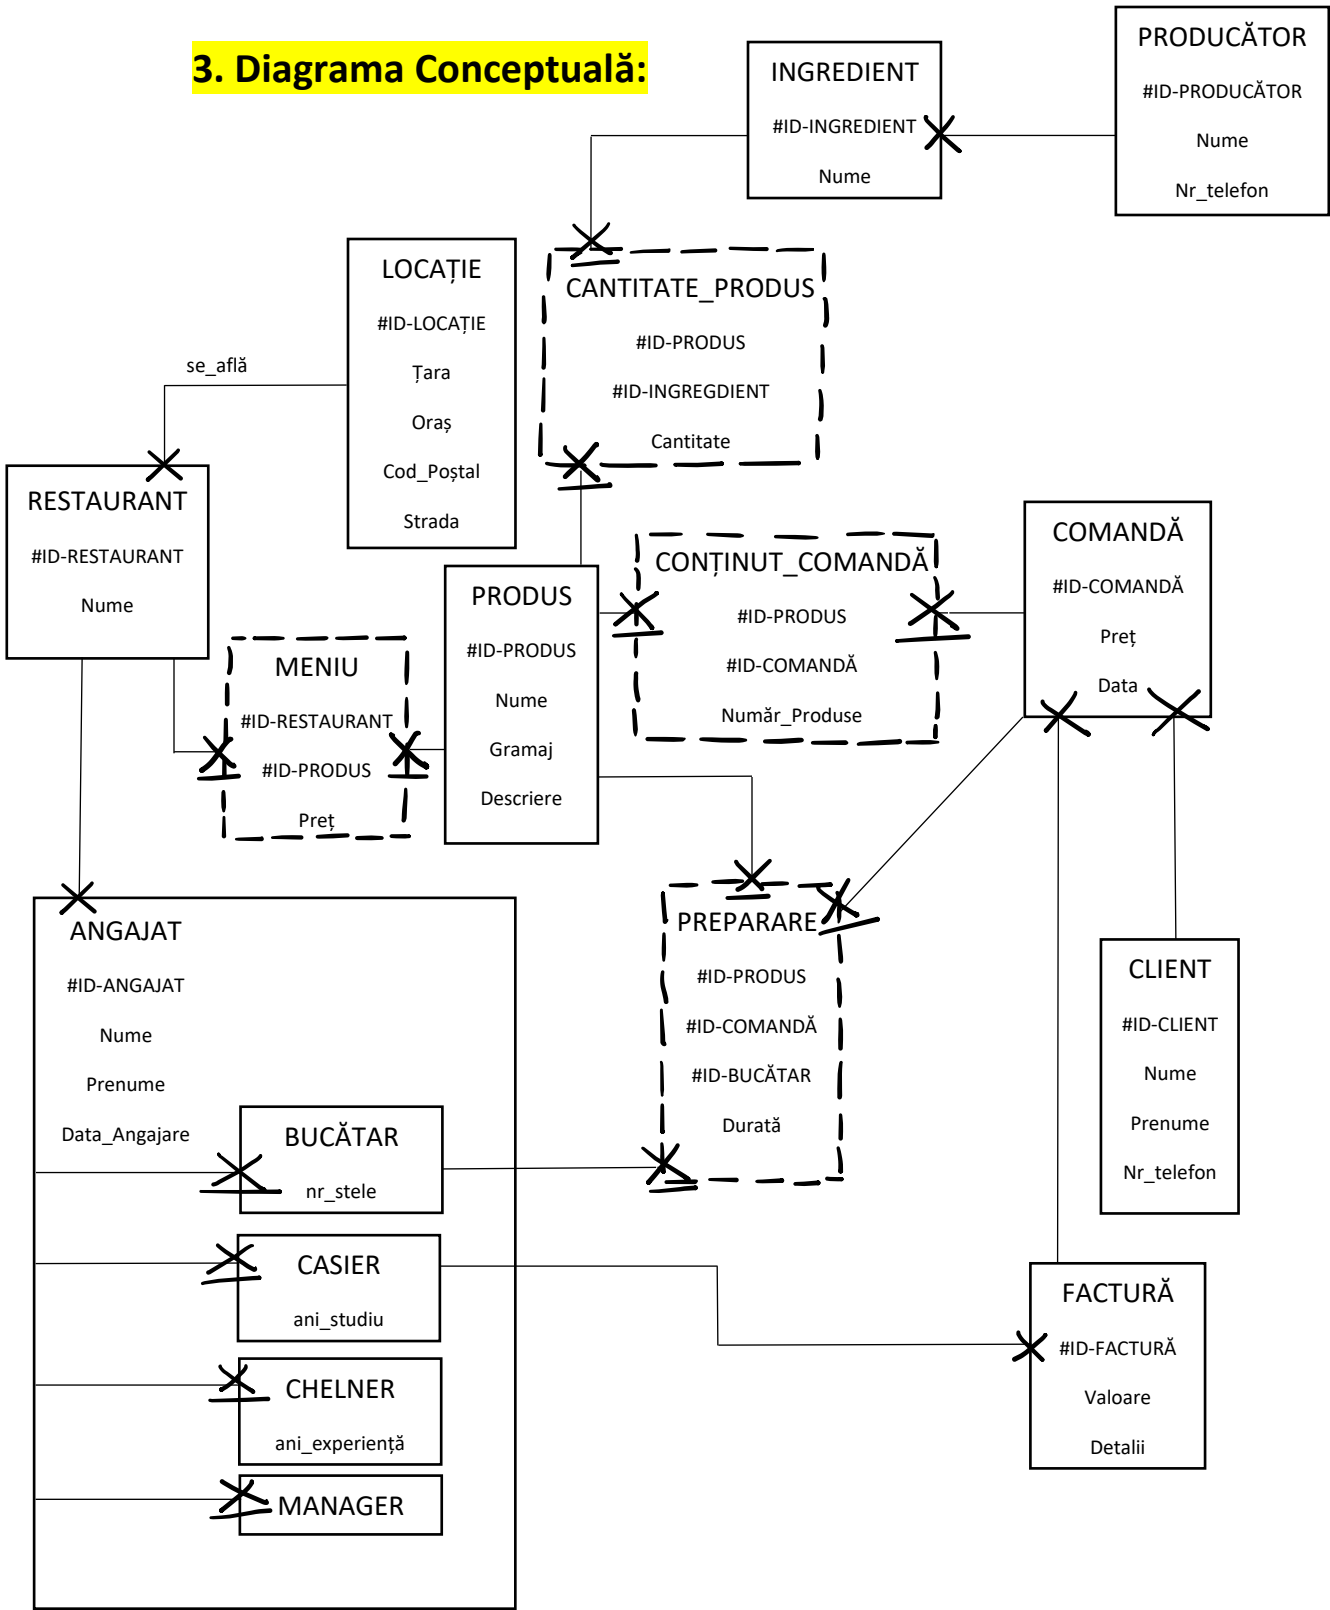 3. Diagrama Conceptuală:
PRODUCĂTOR
#ID-PRODUCĂTOR
Nume
Nr_telefon
INGREDIENT
#ID-INGREDIENT
Nume
LOCAȚIE
#ID-LOCAȚIE
Țara
Oraș
Cod_Poștal
Strada
CANTITATE_PRODUS
#ID-PRODUS
#ID-INGREGDIENT
Cantitate
se_află
RESTAURANT
#ID-RESTAURANT
Nume
MENIU
#ID-RESTAURANT
#ID-PRODUS
Preț
PRODUS
#ID-PRODUS
Nume
Gramaj
Descriere
CONȚINUT_COMANDĂ
#ID-PRODUS
#ID-COMANDĂ
Număr_Produse
COMANDĂ
#ID-COMANDĂ
Preț
Data
ANGAJAT
#ID-ANGAJAT
Nume
Prenume
Data_Angajare
BUCĂTAR
nr_stele
CASIER
ani_studiu
CHELNER
ani_experiență
MANAGER
PREPARARE
#ID-PRODUS
#ID-COMANDĂ
#ID-BUCĂTAR
Durată
CLIENT
#ID-CLIENT
Nume
Prenume
Nr_telefon
FACTURĂ
#ID-FACTURĂ
Valoare
Detalii